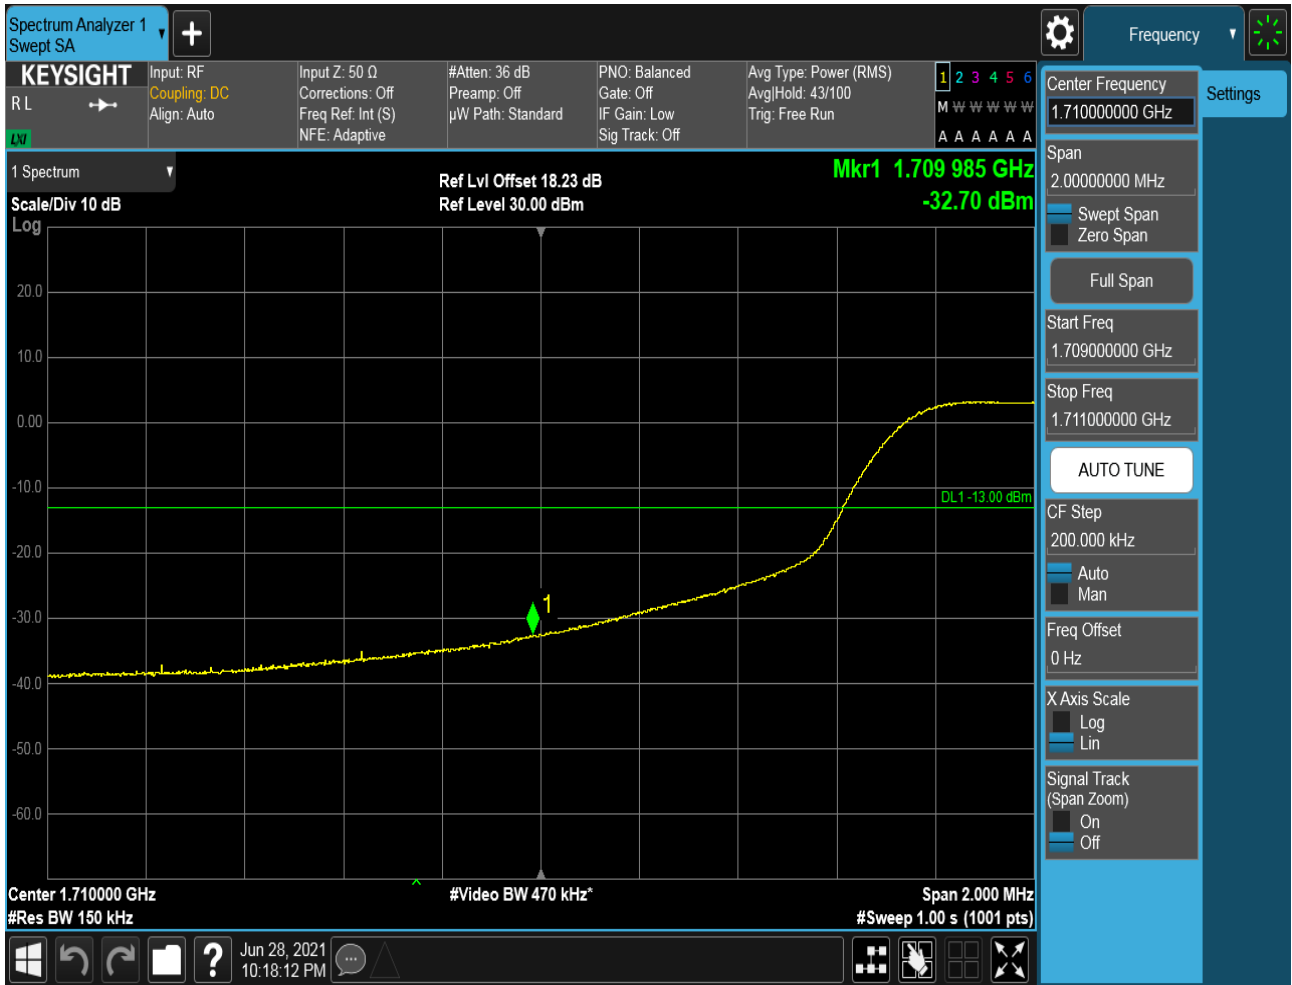 Spectrum Analyzer 1
Swept SA
Frequency
KEYSIGHT
R L
LXI
Input: RF
Coupling: DC
Align: Auto
Input Z: 50 Ω
Corrections: Off
Freq Ref: Int (S)
NFE: Adaptive
#Atten: 36 dB
Preamp: Off
µW Path: Standard
PNO: Balanced
Gate: Off
IF Gain: Low
Sig Track: Off
Avg Type: Power (RMS)
Avg|Hold: 43/100
Trig: Free Run
1 2 3 4 5 6
M W W W W W
A A A A A A
1 Spectrum
Scale/Div 10 dB
Log
Ref Lvl Offset 18.23 dB
Ref Level 30.00 dBm
Mkr1 1.709 985 GHz
-32.70 dBm
20.0
10.0
0.00
-10.0
-20.0
-30.0
-40.0
-50.0
-60.0
DL1 -13.00 dBm
1
Center 1.710000 GHz
#Res BW 150 kHz
#Video BW 470 kHz*
Span 2.000 MHz
#Sweep 1.00 s (1001 pts)
Jun 28, 2021
10:18:12 PM
Center Frequency
1.710000000 GHz
Settings
Span
2.00000000 MHz
Swept Span
Zero Span
Full Span
Start Freq
1.709000000 GHz
Stop Freq
1.711000000 GHz
AUTO TUNE
CF Step
200.000 kHz
Auto
Man
Freq Offset
0 Hz
X Axis Scale
Log
Lin
Signal Track
(Span Zoom)
On
Off